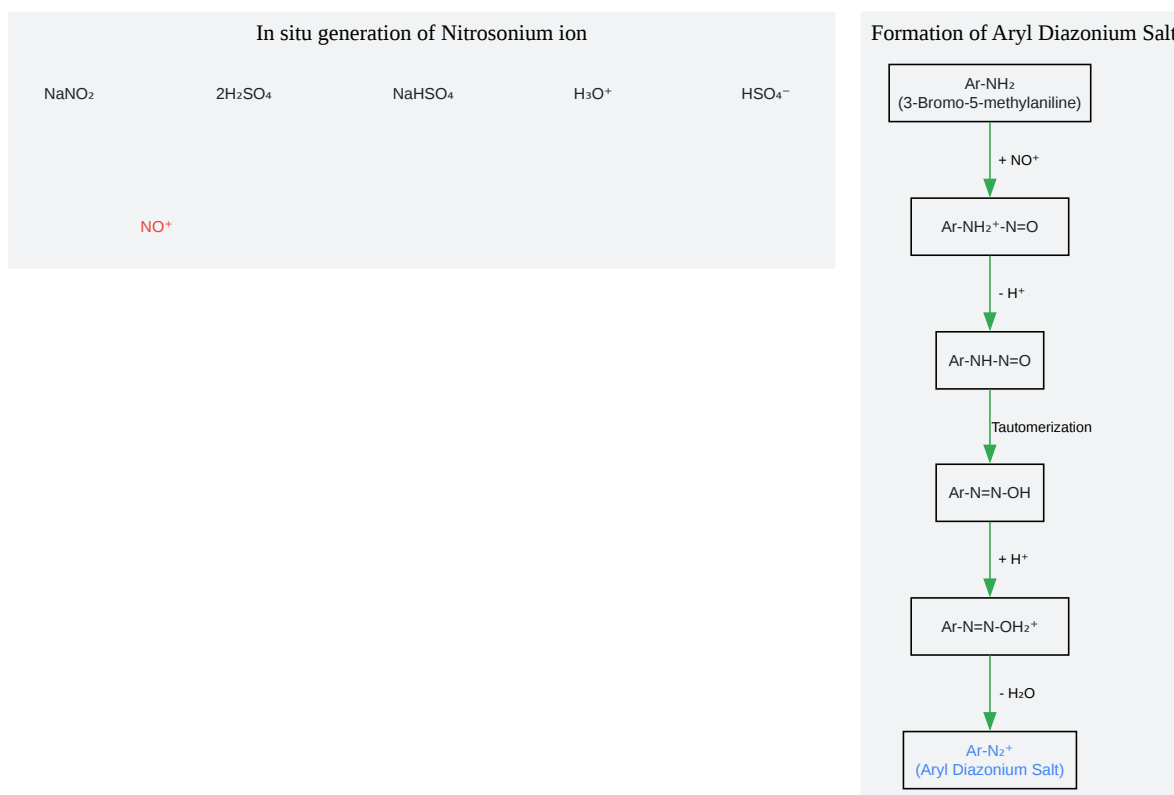 In situ generation of Nitrosonium ion
NaNO₂
2H₂SO₄
NaHSO₄
H₃O⁺
HSO₄⁻
NO⁺
Formation of Aryl Diazonium Salt
Ar-NH₂
(3-Bromo-5-methylaniline)
+ NO⁺
Ar-NH₂⁺-N=O
- H⁺
Ar-NH-N=O
Tautomerization
Ar-N=N-OH
+ H⁺
Ar-N=N-OH₂⁺
- H₂O
Ar-N₂⁺
(Aryl Diazonium Salt)